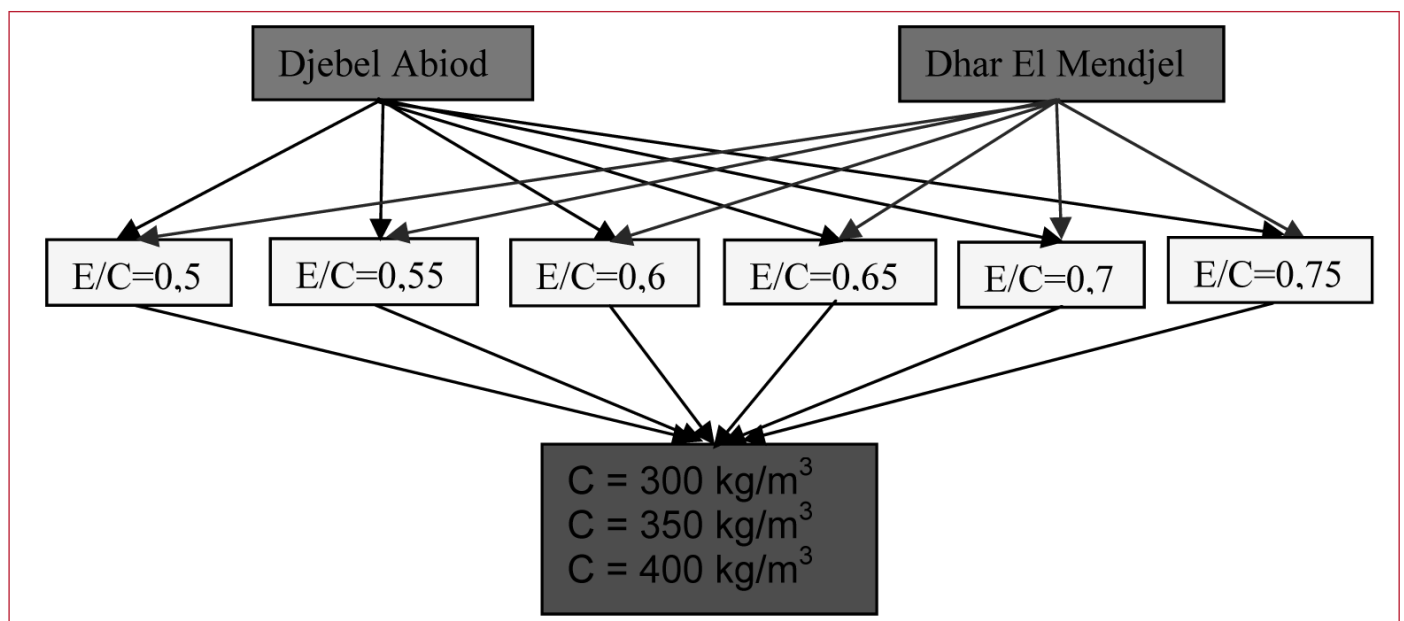 Djebel Abiod
Dhar El Mendjel
E/C=0,5
E/C=0,55
E/C=0,6
E/C=0,65
E/C=0,7
E/C=0,75
C = 300 kg/m³
C = 350 kg/m³
C = 400 kg/m³